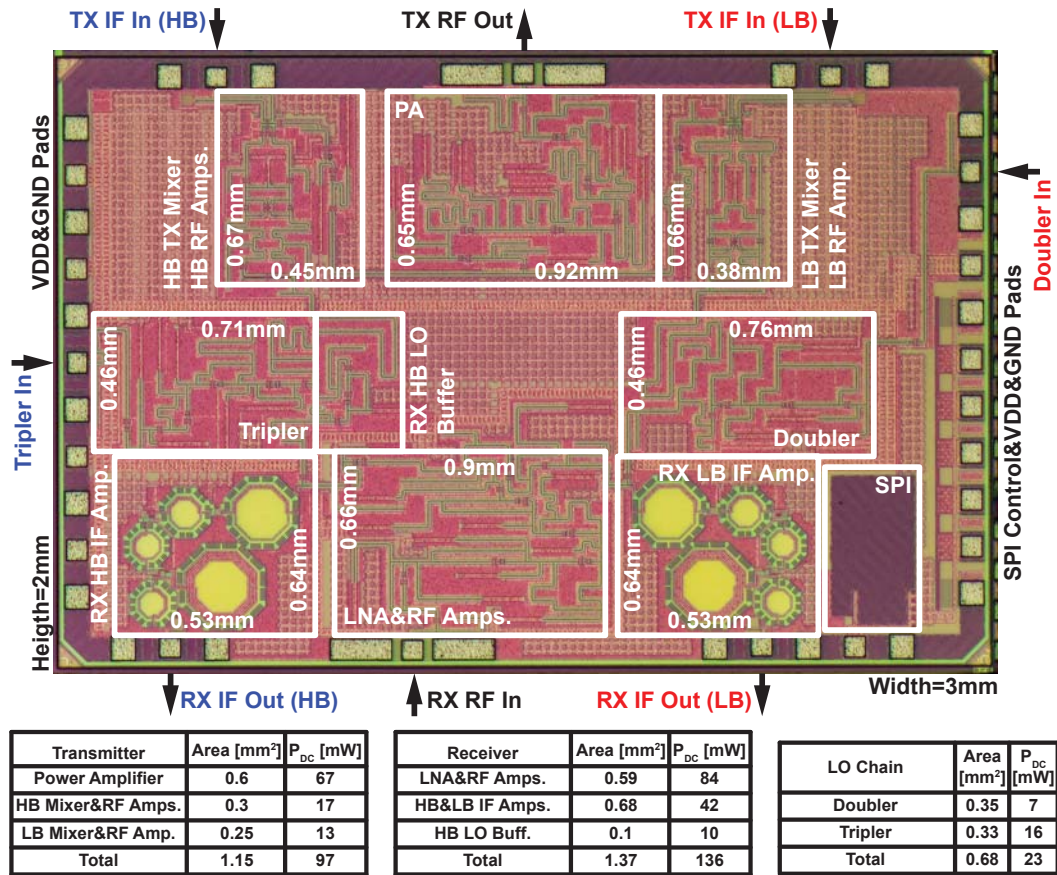 TX IF In (HB) TX RF Out TX IF In (LB)
VDD&GND Pads
HB TX Mixer
HB RF Amps.
0.67mm
0.45mm
PA
0.65mm
0.92mm
0.66mm
0.38mm
LB TX Mixer
LB RF Amp.
Doubler In
SPI Control&VDD&GND Pads
Tripler In
0.46mm
0.71mm
Tripler
RX HB LO
Buffer
0.46mm
0.76mm
Doubler
RX HB IF Amp.
0.64mm
0.53mm
0.66mm
0.9mm
LNA&RF Amps.
RX LB IF Amp.
0.64mm
0.53mm
SPI
Heigth=2mm
Width=3mm
RX IF Out (HB) RX RF In RX IF Out (LB)
Transmitter Area [mm²] P_DC [mW]
Power Amplifier 0.6 67
HB Mixer&RF Amps. 0.3 17
LB Mixer&RF Amp. 0.25 13
Total 1.15 97
Receiver Area [mm²] P_DC [mW]
LNA&RF Amps. 0.59 84
HB&LB IF Amps. 0.68 42
HB LO Buff. 0.1 10
Total 1.37 136
LO Chain Area [mm²] P_DC [mW]
Doubler 0.35 7
Tripler 0.33 16
Total 0.68 23